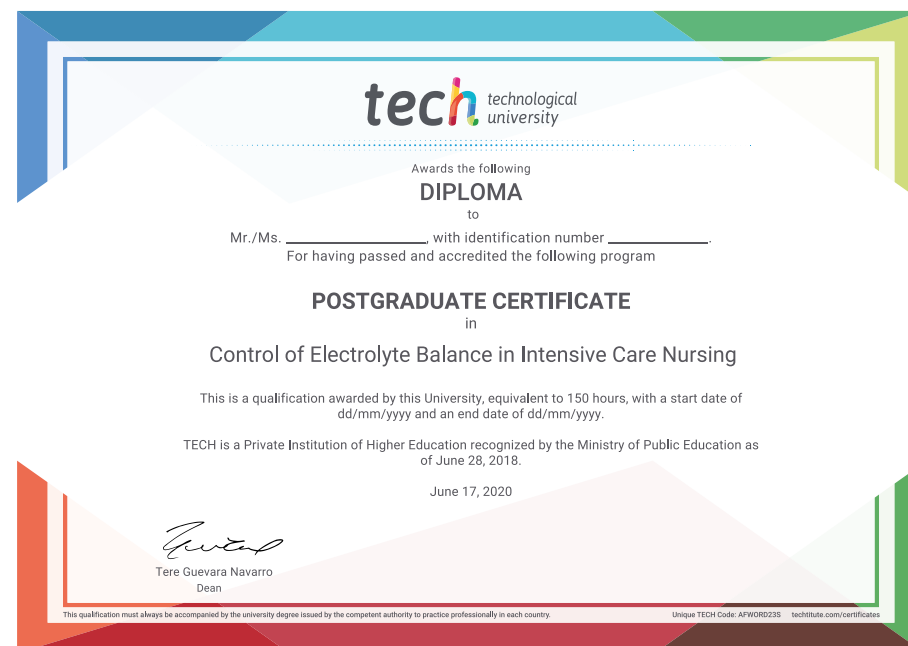 tech technological
university
Awards the following
DIPLOMA
to
Mr./Ms. ____________, with identification number ____________.
For having passed and accredited the following program
POSTGRADUATE CERTIFICATE
in
Control of Electrolyte Balance in Intensive Care Nursing
This is a qualification awarded by this University, equivalent to 150 hours, with a start date of
dd/mm/yyyy and an end date of dd/mm/yyyy.
TECH is a Private Institution of Higher Education recognized by the Ministry of Public Education as
of June 28, 2018.
June 17, 2020
Tere Guevara Navarro
Dean
This qualification must always be accompanied by the university degree issued by the competent authority to practice professionally in each country.
Unique TECH Code: AFWORD23S techtitute.com/certificates